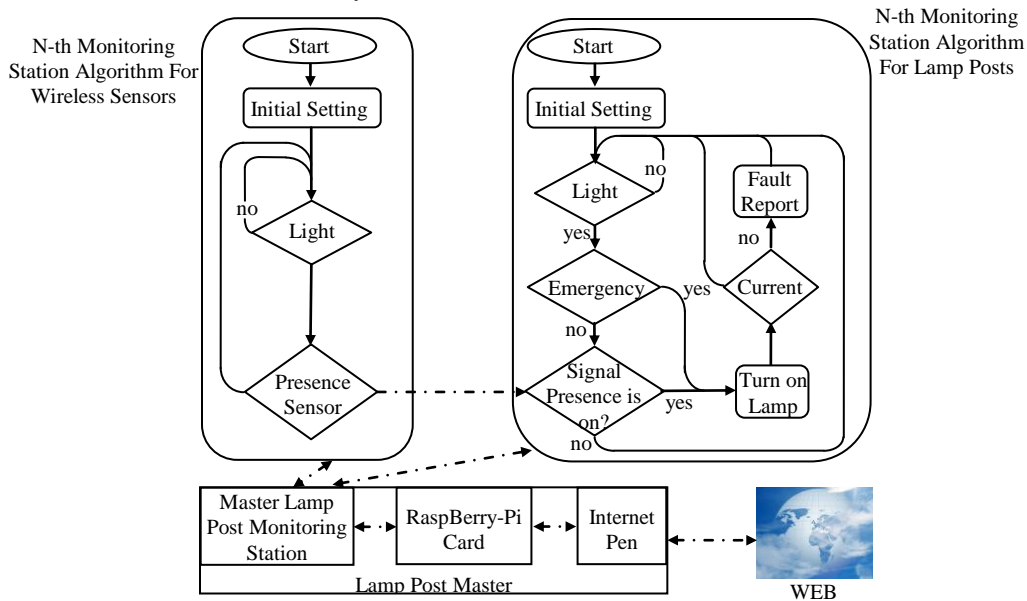 N-th Monitoring
Station Algorithm For
Wireless Sensors
Start
Initial Setting
no
Light
Presence
Sensor
N-th Monitoring
Station Algorithm
For Lamp Posts
Start
Initial Setting
Light
no
yes
Emergency
yes
no
Signal
Presence is
on?
yes
no
Fault
Report
no
Current
Turn on
Lamp
Master Lamp
Post Monitoring
Station
RaspBerry-Pi
Card
Internet
Pen
Lamp Post Master
WEB